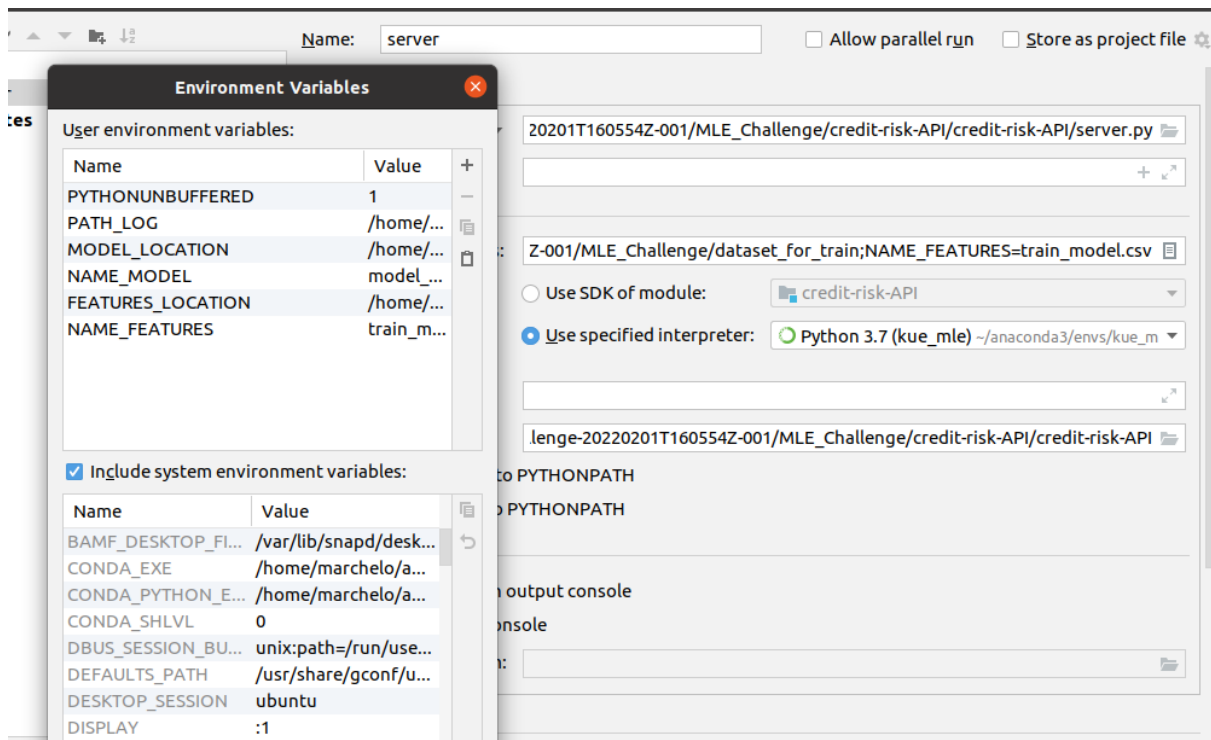 Name: server Allow parallel run Store as project file
Environment Variables
User environment variables:
Name Value
PYTHONUNBUFFERED 1
PATH_LOG /home/...
MODEL_LOCATION /home/...
NAME_MODEL model_...
FEATURES_LOCATION /home/...
NAME_FEATURES train_m...
Include system environment variables:
Name Value
BAMF_DESKTOP_FI... /var/lib/snapd/desk...
CONDA_EXE /home/marchelo/a...
CONDA_PYTHON_E... /home/marchelo/a...
CONDA_SHLVL 0
DBUS_SESSION_BU... unix:path=/run/use...
DEFAULTS_PATH /usr/share/gconf/u...
DESKTOP_SESSION ubuntu
DISPLAY :1
tes
20201T160554Z-001/MLE_Challenge/credit-risk-API/credit-risk-API/server.py
: Z-001/MLE_Challenge/dataset_for_train;NAME_FEATURES=train_model.csv
Use SDK of module: credit-risk-API
Use specified interpreter: Python 3.7 (kue_mle) ~/anaconda3/envs/kue_m
.lenge-20220201T160554Z-001/MLE_Challenge/credit-risk-API/credit-risk-API
to PYTHONPATH
PYTHONPATH
output console
onsole
: